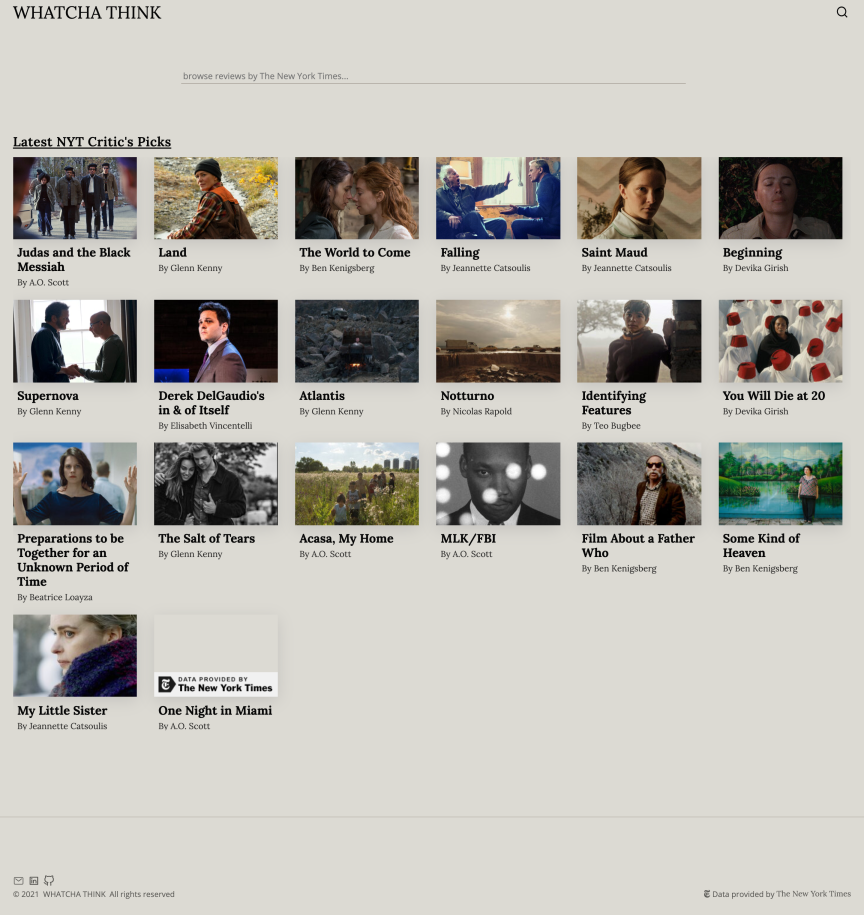 WHATCHA THINK
browse reviews by The New York Times...
Latest NYT Critic's Picks
Judas and the Black
Messiah
By A.O. Scott
Land
By Glenn Kenny
The World to Come
By Ben Kenigsberg
Falling
By Jeannette Catsoulis
Saint Maud
By Jeannette Catsoulis
Beginning
By Devika Girish
Supernova
By Glenn Kenny
Derek DelGaudio's
in & of Itself
By Elisabeth Vincentelli
Atlantis
By Glenn Kenny
Notturno
By Nicolas Rapold
Identifying
Features
By Teo Bugbee
You Will Die at 20
By Devika Girish
Preparations to be
Together for an
Unknown Period of
Time
By Beatrice Loayza
The Salt of Tears
By Glenn Kenny
Acasa, My Home
By A.O. Scott
MLK/FBI
By A.O. Scott
Film About a Father
Who
By Ben Kenigsberg
Some Kind of
Heaven
By Ben Kenigsberg
My Little Sister
By Jeannette Catsoulis
DATA PROVIDED BY
The New York Times
One Night in Miami
By A.O. Scott
© 2021 WHATCHA THINK All rights reserved
Data provided by The New York Times